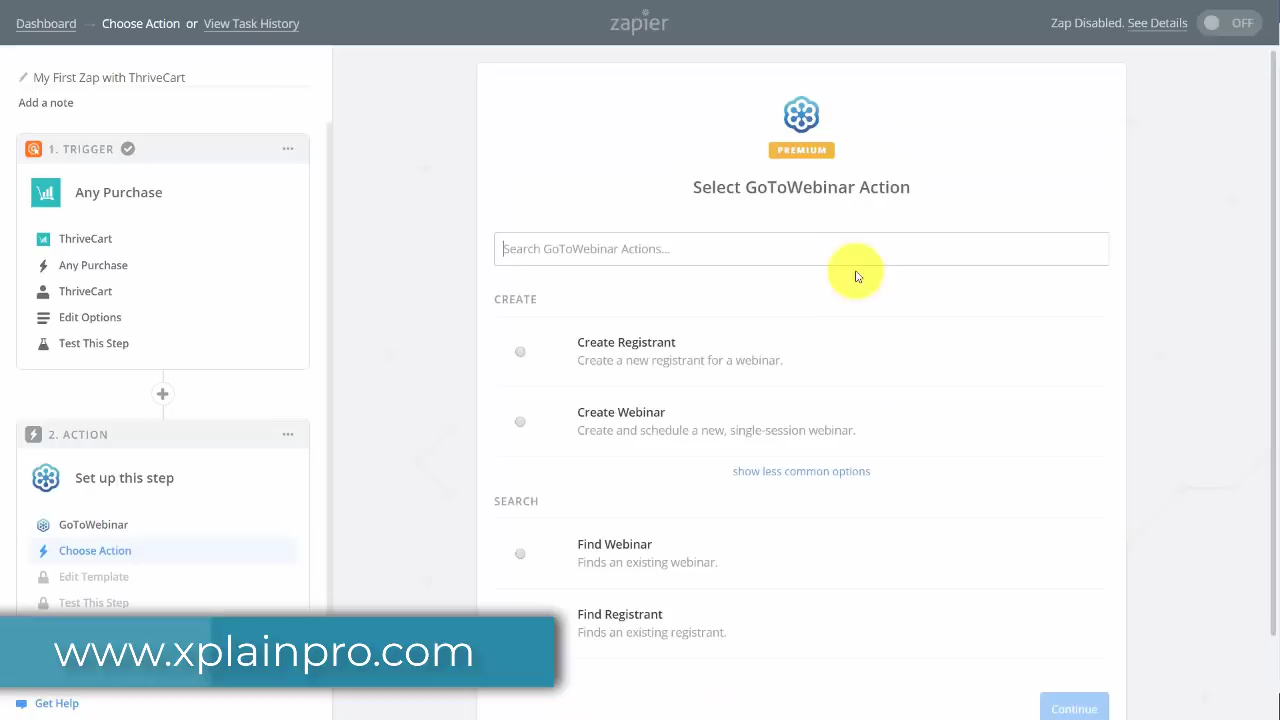 Dashboard → Choose Action or View Task History
zapier
Zap Disabled. See Details OFF
My First Zap with ThriveCart
Add a note
1. TRIGGER
Any Purchase
ThriveCart
Any Purchase
ThriveCart
Edit Options
Test This Step
2. ACTION
Set up this step
GoToWebinar
Choose Action
Edit Template
Test This Step
Get Help
PREMIUM
Select GoToWebinar Action
Search GoToWebinar Actions...
CREATE
Create Registrant
Create a new registrant for a webinar.
Create Webinar
Create and schedule a new, single-session webinar.
show less common options
SEARCH
Find Webinar
Finds an existing webinar.
Find Registrant
Finds an existing registrant.
Continue
www.xplainpro.com